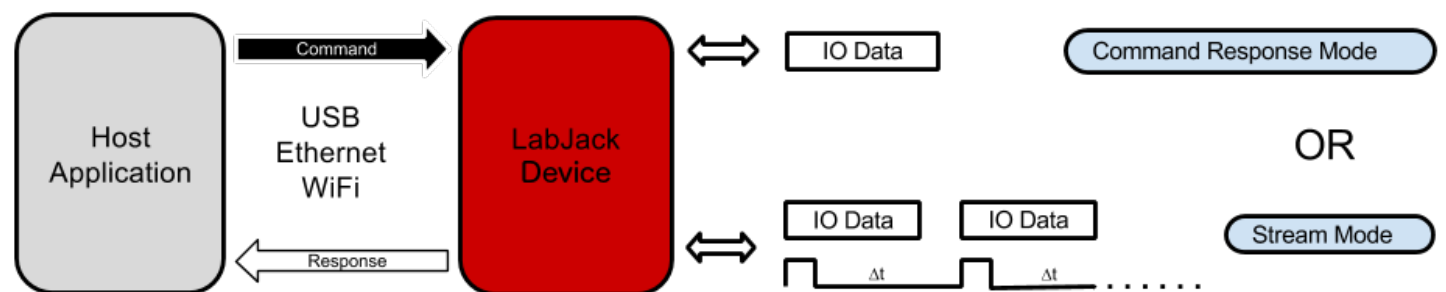 Command
IO Data
Command Response Mode
Host
Application
USB
Ethernet
WiFi
LabJack
Device
OR
IO Data
IO Data
Stream Mode
Response
Δt
Δt